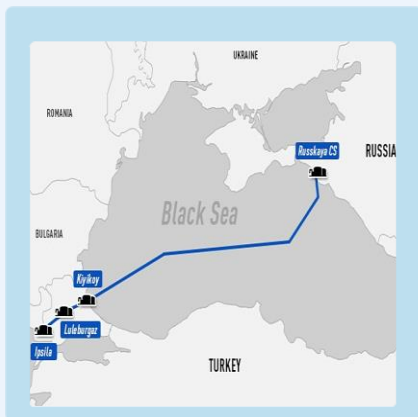 UKRAINE
ROMANIA
Russkaya CS
RUSSIA
Black Sea
BULGARIA
Kiyikoy
Luleburgaz
Ipsila
TURKEY